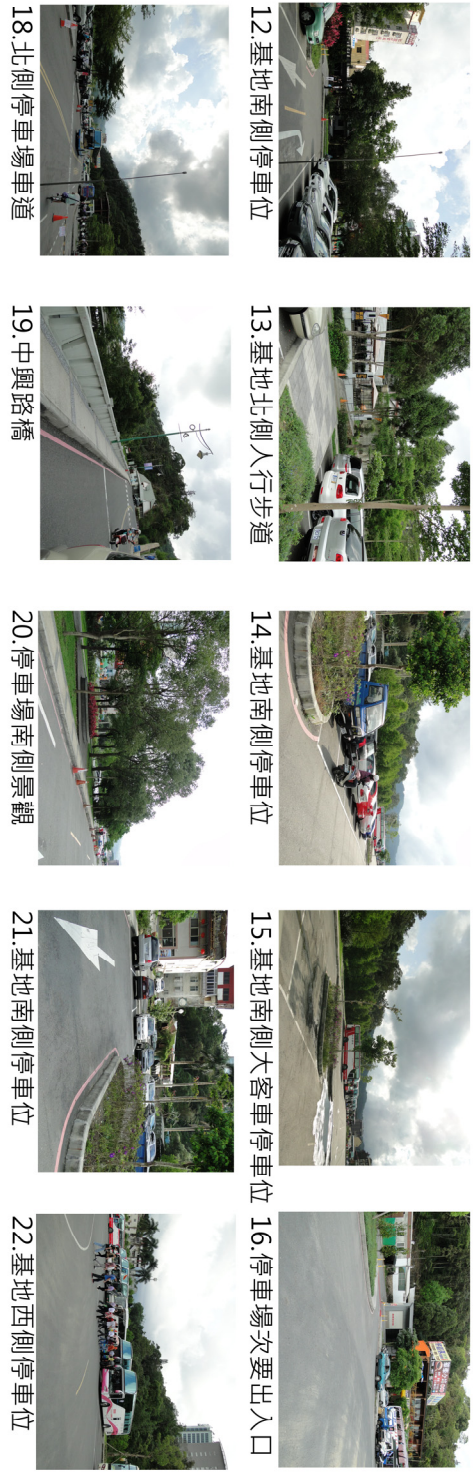 12.基地南側停車位
13.基地北側人行步道
14.基地南側停車位
15.基地南側大客車停車位
16.停車場次要出入口
18.北側停車場車道
19.中興路橋
20.停車場南側景觀
21.基地南側停車位
22.基地西側停車位